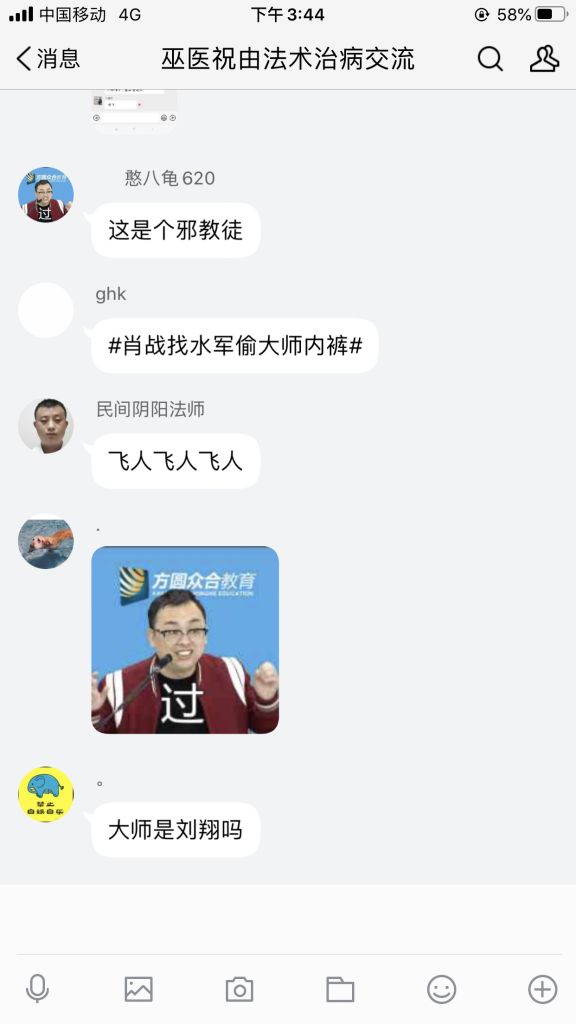 中国移动 4G 下午3:44 58%
消息 巫医祝由法术治病交流
憨八龟620
过
这是个邪教徒
ghk
#肖战找水军偷大师内裤#
民间阴阳法师
飞人飞人飞人
.
方圆众合教育
过
。
大师是刘翔吗